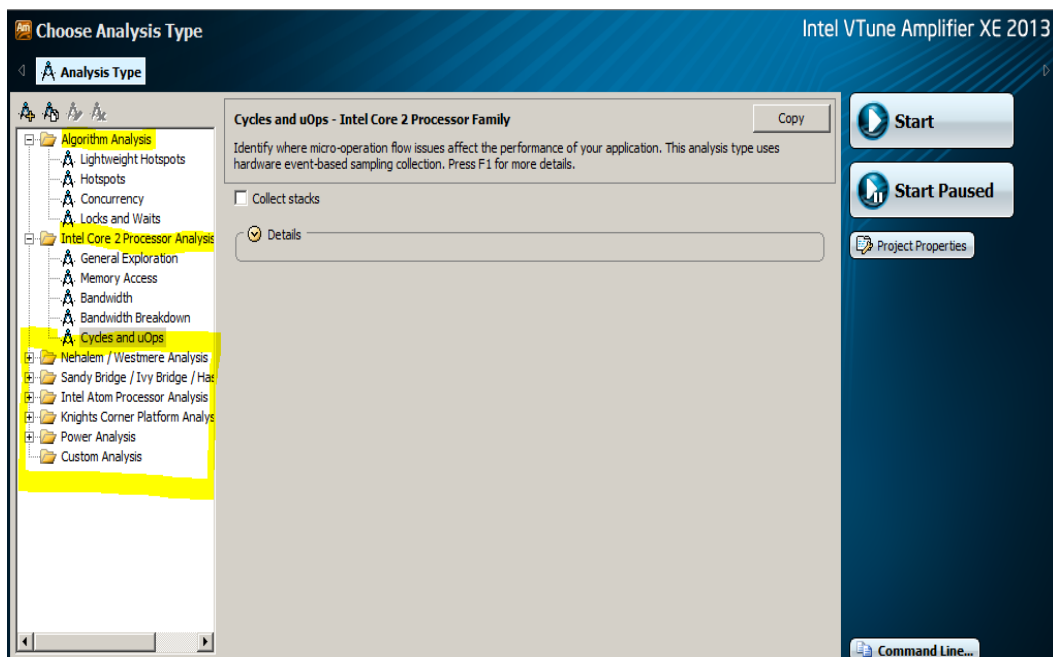 Choose Analysis Type
Intel VTune Amplifier XE 2013
Analysis Type
Algorithm Analysis
Lightweight Hotspots
Hotspots
Concurrency
Locks and Waits
Intel Core 2 Processor Analysis
General Exploration
Memory Access
Bandwidth
Bandwidth Breakdown
Cycles and uOps
Nehalem / Westmere Analysis
Sandy Bridge / Ivy Bridge / Has
Intel Atom Processor Analysis
Knights Corner Platform Analys
Power Analysis
Custom Analysis
Cycles and uOps - Intel Core 2 Processor Family
Copy
Identify where micro-operation flow issues affect the performance of your application. This analysis type uses
hardware event-based sampling collection. Press F1 for more details.
Collect stacks
Details
Start
Start Paused
Project Properties
Command Line...